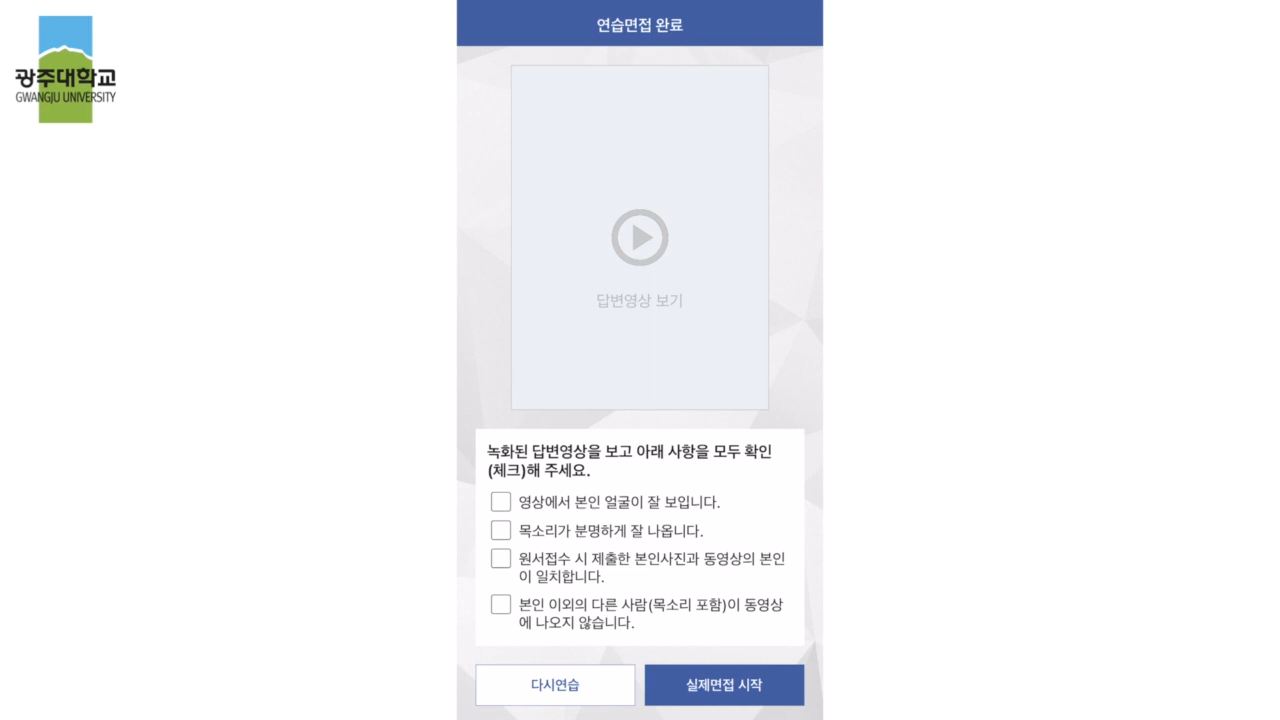 광주대학교
GWANGJU UNIVERSITY
연습면접 완료
답변영상 보기
녹화된 답변영상을 보고 아래 사항을 모두 확인
(체크)해 주세요.
영상에서 본인 얼굴이 잘 보입니다.
목소리가 분명하게 잘 나옵니다.
원서접수 시 제출한 본인사진과 동영상의 본인
이 일치합니다.
본인 이외의 다른 사람(목소리 포함)이 동영상
에 나오지 않습니다.
다시연습
실제면접 시작